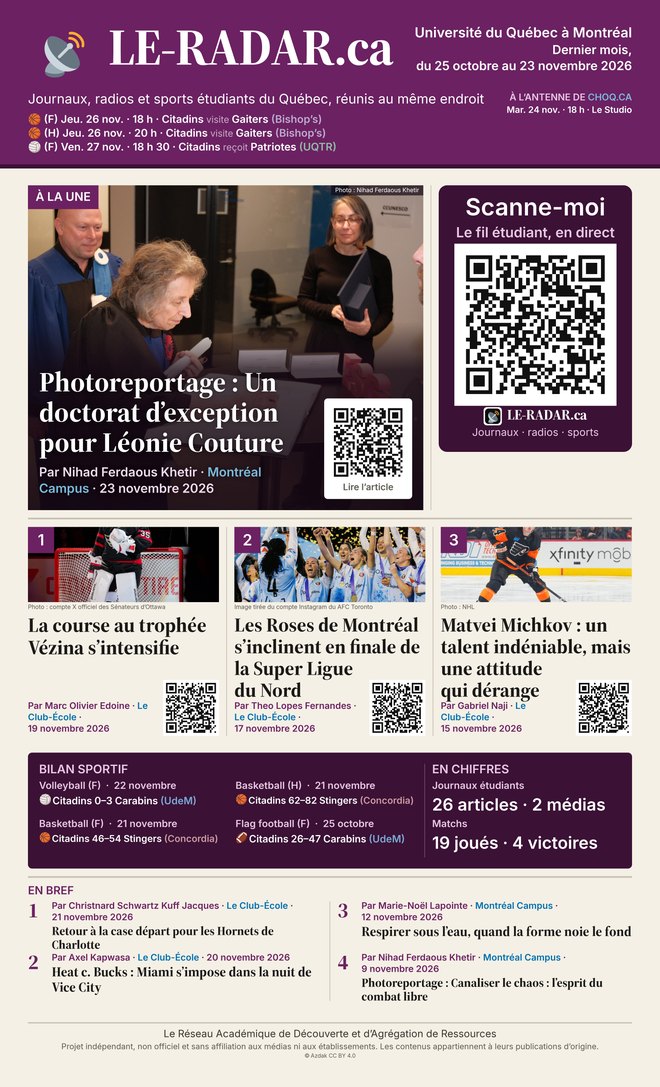 LE-RADAR.ca
Université du Québec à Montréal
Dernier mois,
du 25 octobre au 23 novembre 2026
Journaux, radios et sports étudiants du Québec, réunis au même endroit
À L'ANTENNE DE CHOQ.CA
Mar. 24 nov. · 18 h · Le Studio
(F) Jeu. 26 nov. · 18 h · Citadins visite Gaiters (Bishop's)
(H) Jeu. 26 nov. · 20 h · Citadins visite Gaiters (Bishop's)
(F) Ven. 27 nov. · 18 h 30 · Citadins reçoit Patriotes (UQTR)
À LA UNE
Photo : Nihad Ferdaous Khetir
Photoreportage : Un
doctorat d'exception
pour Léonie Couture
Par Nihad Ferdaous Khetir · Montréal
Campus · 23 novembre 2026
Lire l'article
Scanne-moi
Le fil étudiant, en direct
LE-RADAR.ca
Journaux · radios · sports
1
Photo : compte X officiel des Sénateurs d'Ottawa
La course au trophée
Vézina s'intensifie
Par Marc Olivier Edoine · Le
Club-École ·
19 novembre 2026
2
Image tirée du compte Instagram du AFC Toronto
Les Roses de Montréal
s'inclinent en finale de
la Super Ligue
du Nord
Par Theo Lopes Fernandes ·
Le Club-École ·
17 novembre 2026
3
xfinity mob
Photo : NHL
Matvei Michkov : un
talent indéniable, mais
une attitude
qui dérange
Par Gabriel Naji · Le
Club-École ·
15 novembre 2026
BILAN SPORTIF
Volleyball (F) · 22 novembre
Citadins 0–3 Carabins (UdeM)
Basketball (H) · 21 novembre
Citadins 62–82 Stingers (Concordia)
Basketball (F) · 21 novembre
Citadins 46–54 Stingers (Concordia)
Flag football (F) · 25 octobre
Citadins 26–47 Carabins (UdeM)
EN CHIFFRES
Journaux étudiants
26 articles · 2 médias
Matchs
19 joués · 4 victoires
EN BREF
1
Par Christnard Schwartz Kuff Jacques · Le Club-École ·
21 novembre 2026
Retour à la case départ pour les Hornets de
Charlotte
2
Par Axel Kapwasa · Le Club-École · 20 novembre 2026
Heat c. Bucks : Miami s'impose dans la nuit de
Vice City
3
Par Marie-Noël Lapointe · Montréal Campus ·
12 novembre 2026
Respirer sous l'eau, quand la forme noie le fond
4
Par Nihad Ferdaous Khetir · Montréal Campus ·
9 novembre 2026
Photoreportage : Canaliser le chaos : l'esprit du
combat libre
Le Réseau Académique de Découverte et d'Agrégation de Ressources
Projet indépendant, non officiel et sans affiliation aux médias ni aux établissements. Les contenus appartiennent à leurs publications d'origine.
© Azdak CC BY 4.0